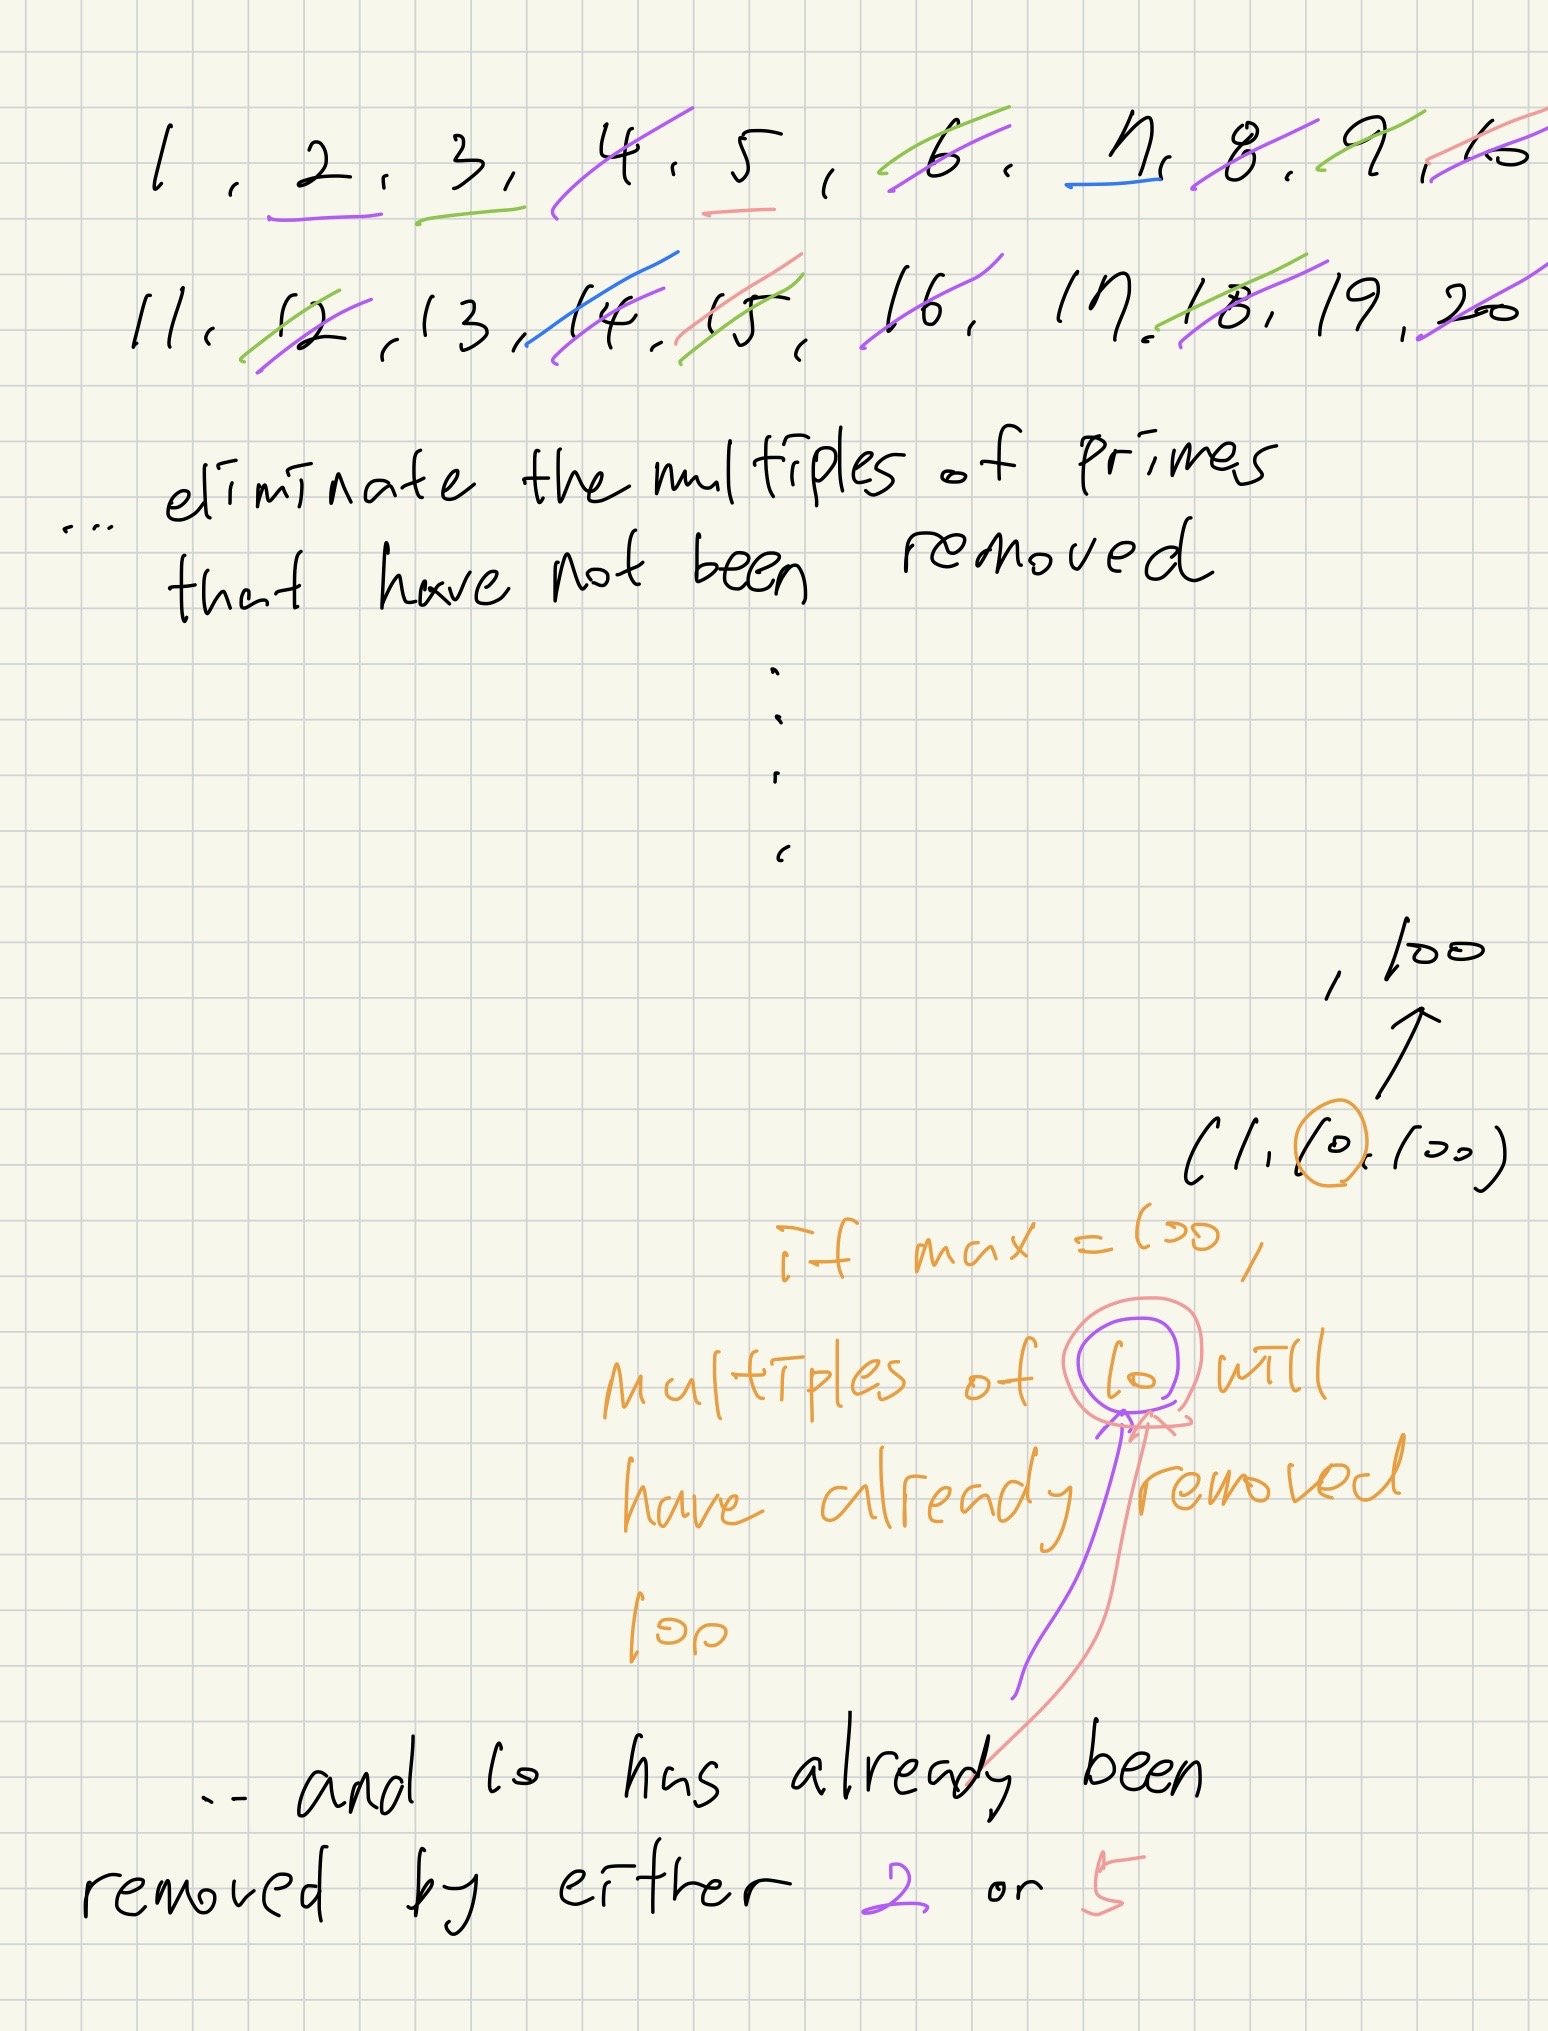 1, 2, 3, 4, 5, 6, 7, 8, 9, 10
11, 12, 13, 14, 15, 16, 17, 18, 19, 20
... eliminate the multiples of primes
that have not been removed
, 100
(1, 10, 100)
if max = 100,
multiples of 10 will
have already removed
100
... and 10 has already been
removed by either 2 or 5